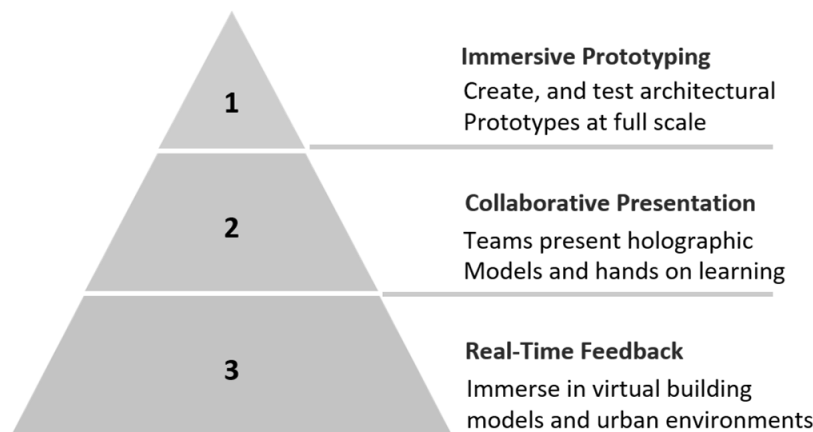 1
Immersive Prototyping
Create, and test architectural
Prototypes at full scale
2
Collaborative Presentation
Teams present holographic
Models and hands on learning
3
Real-Time Feedback
Immerse in virtual building
models and urban environments